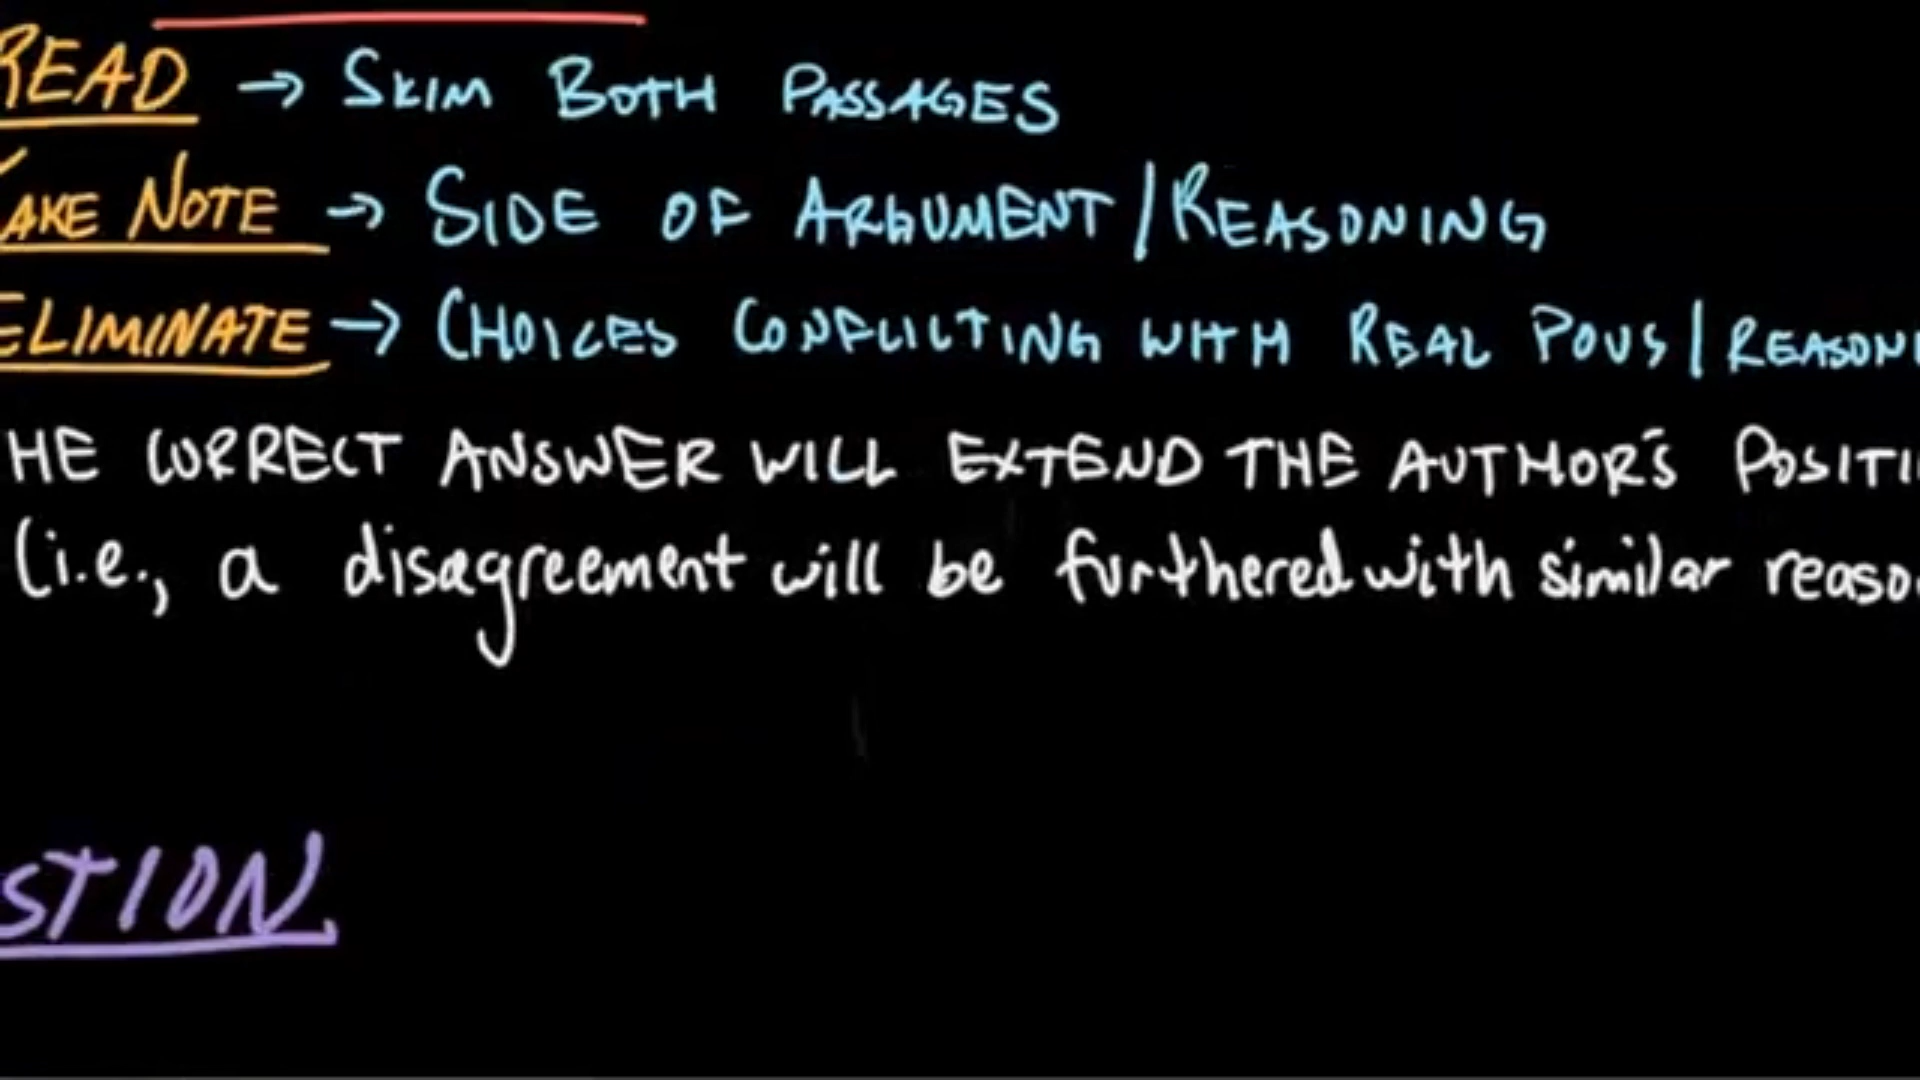 READ → SKIM BOTH PASSAGES
TAKE NOTE → SIDE OF ARGUMENT/REASONING
ELIMINATE → CHOICES CONFLICTING WITH REAL POVS/REASONI
HE CORRECT ANSWER WILL EXTEND THE AUTHOR'S POSITI
(i.e., a disagreement will be furthered with similar reaso
STION